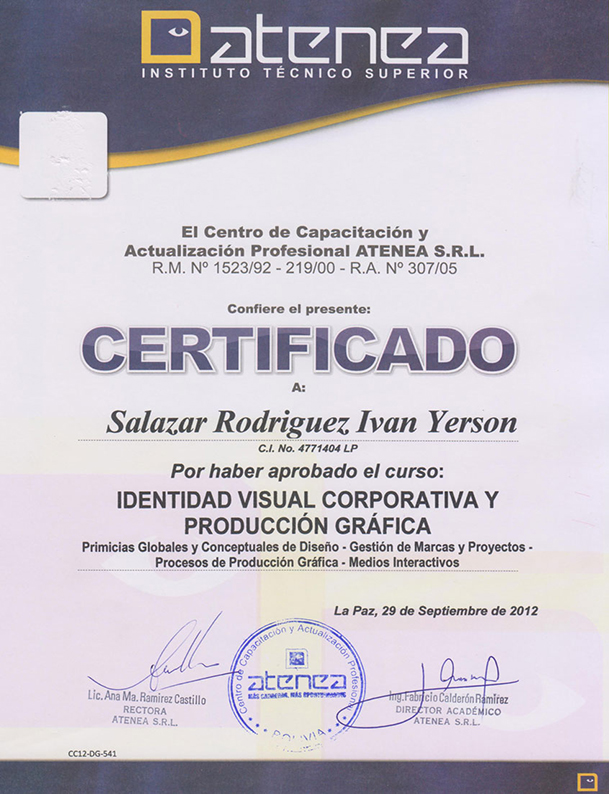 atenea
INSTITUTO TÉCNICO SUPERIOR
El Centro de Capacitación y
Actualización Profesional ATENEA S.R.L.
R.M. Nº 1523/92 - 219/00 - R.A. Nº 307/05
Confiere el presente:
CERTIFICADO
A:
Salazar Rodriguez Ivan Yerson
C.I. No. 4771404 LP
Por haber aprobado el curso:
IDENTIDAD VISUAL CORPORATIVA Y
PRODUCCIÓN GRÁFICA
Primicias Globales y Conceptuales de Diseño - Gestión de Marcas y Proyectos -
Procesos de Producción Gráfica - Medios Interactivos
La Paz, 29 de Septiembre de 2012
Lic. Ana Ma. Ramirez Castillo
RECTORA
ATENEA S.R.L.
Centro de Capacitación y Actualización Profesional
atenea
BOLIVIA
Ing. Fabricio Calderón Ramirez
DIRECTOR ACADÉMICO
ATENEA S.R.L.
CC12-DG-541